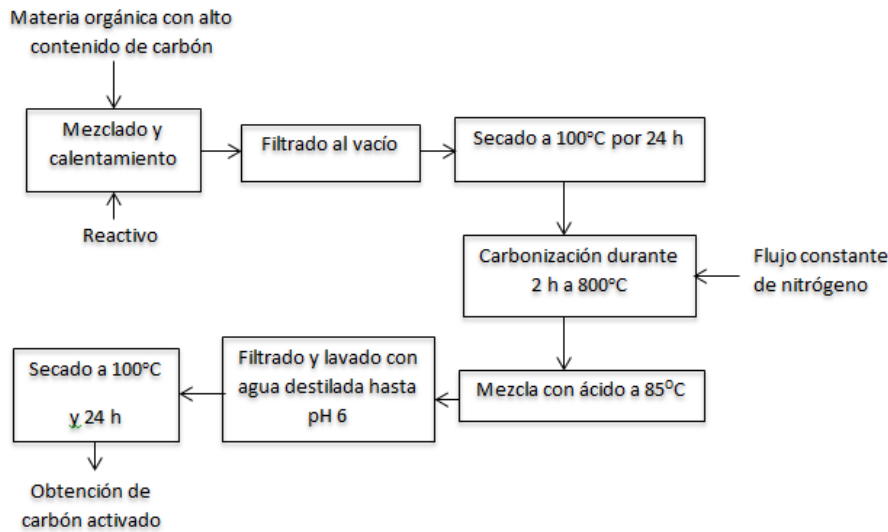 Materia orgánica con alto
contenido de carbón
Mezclado y
calentamiento
Reactivo
Filtrado al vacío
Secado a 100°C por 24 h
Carbonización durante
2 h a 800°C
Flujo constante
de nitrógeno
Mezcla con ácido a 85°C
Filtrado y lavado con
agua destilada hasta
pH 6
Secado a 100°C
y 24 h
Obtención de
carbón activado